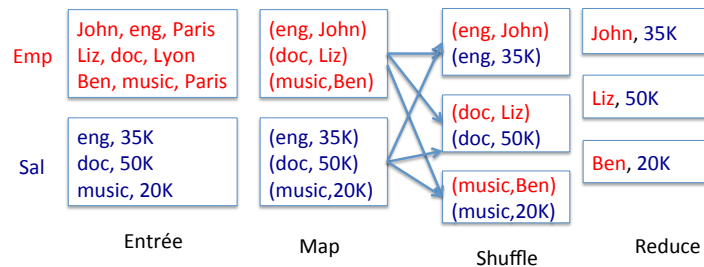 Emp
John, eng, Paris
Liz, doc, Lyon
Ben, music, Paris
(eng, John)
(doc, Liz)
(music,Ben)
(eng, John)
(eng, 35K)
John, 35K
Sal
eng, 35K
doc, 50K
music, 20K
(eng, 35K)
(doc, 50K)
(music,20K)
(doc, Liz)
(doc, 50K)
Liz, 50K
(music,Ben)
(music,20K)
Ben, 20K
Entrée
Map
Shuffle
Reduce